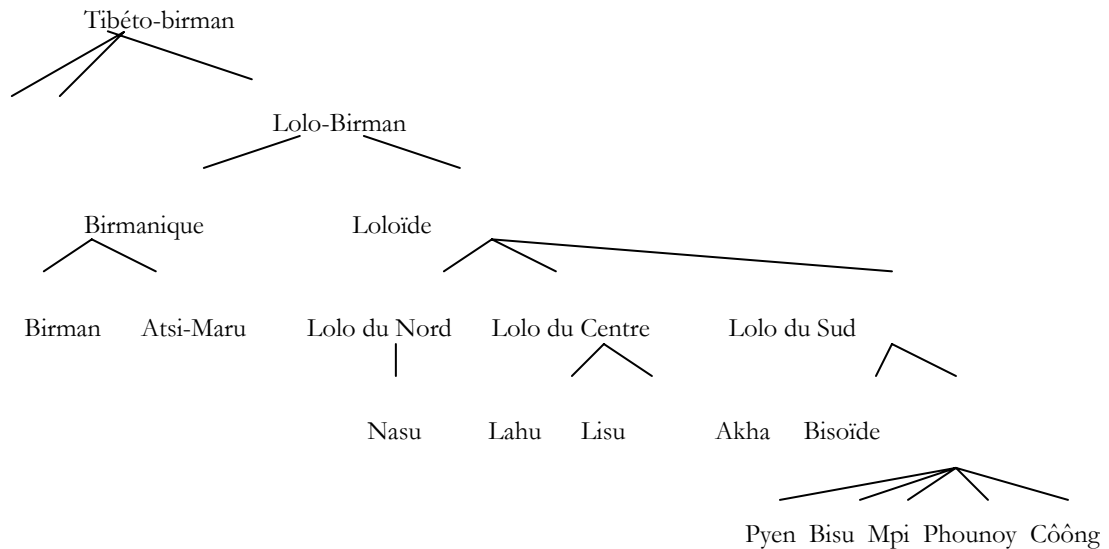 Tibéto-birman
Lolo-Birman
Birmanique Loloïde
Birman Atsi-Maru Lolo du Nord Lolo du Centre Lolo du Sud
Nasu Lahu Lisu Akha Bisoïde
Pyen Bisu Mpi Phounoy Côông